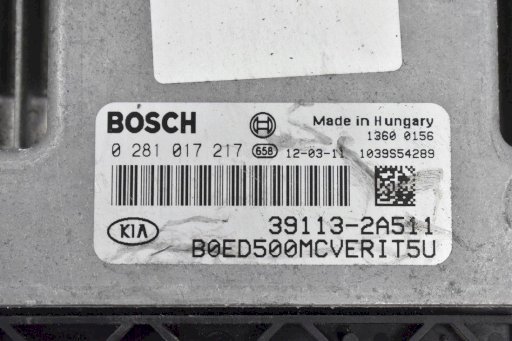 BOSCH
Made in Hungary
1360 0156
0 281 017 217 658 12-03-11 1039S54289
KIA
39113-2A511
B0ED500MCVERIT5U